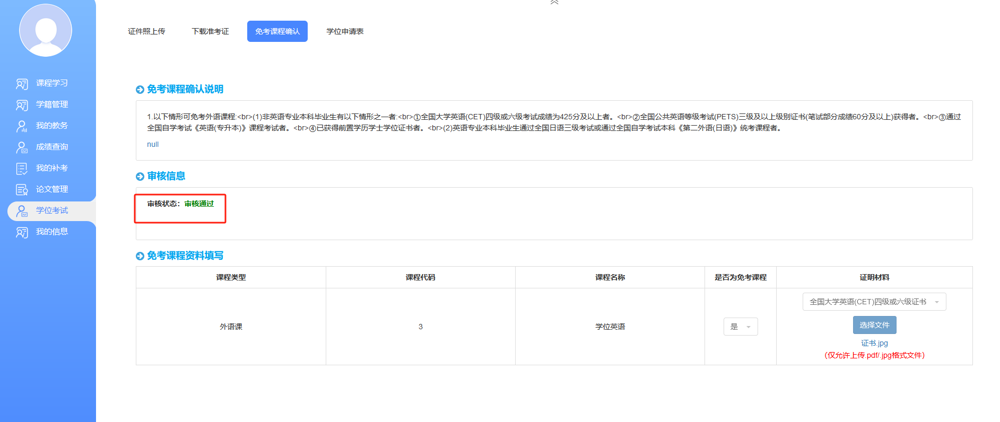 证件照上传 下载准考证 免考课程确认 学位申请表
课程学习
学籍管理
我的教务
成绩查询
我的补考
论文管理
学位考试
我的信息
免考课程确认说明
1.以下情形可免考外语课程:<br>(1)非英语专业本科毕业生有以下情形之一者:<br>①全国大学英语(CET)四级或六级考试成绩为425分及以上者。<br>②全国公共英语等级考试(PETS)三级及以上级别证书(笔试部分成绩60分及以上)获得者。<br>③通过
全国自学考试《英语(专升本)》课程考试者。<br>④已获得前置学历学士学位证书者。<br>(2)英语专业本科毕业生通过全国日语三级考试或通过全国自学考试本科《第二外语(日语)》统考课程者。
null
审核信息
审核状态：审核通过
免考课程资料填写
课程类型 课程代码 课程名称 是否为免考课程 证明材料
外语课 3 学位英语 是 全国大学英语(CET)四级或六级证书
选择文件
证书.jpg
（仅允许上传.pdf/.jpg格式文件）